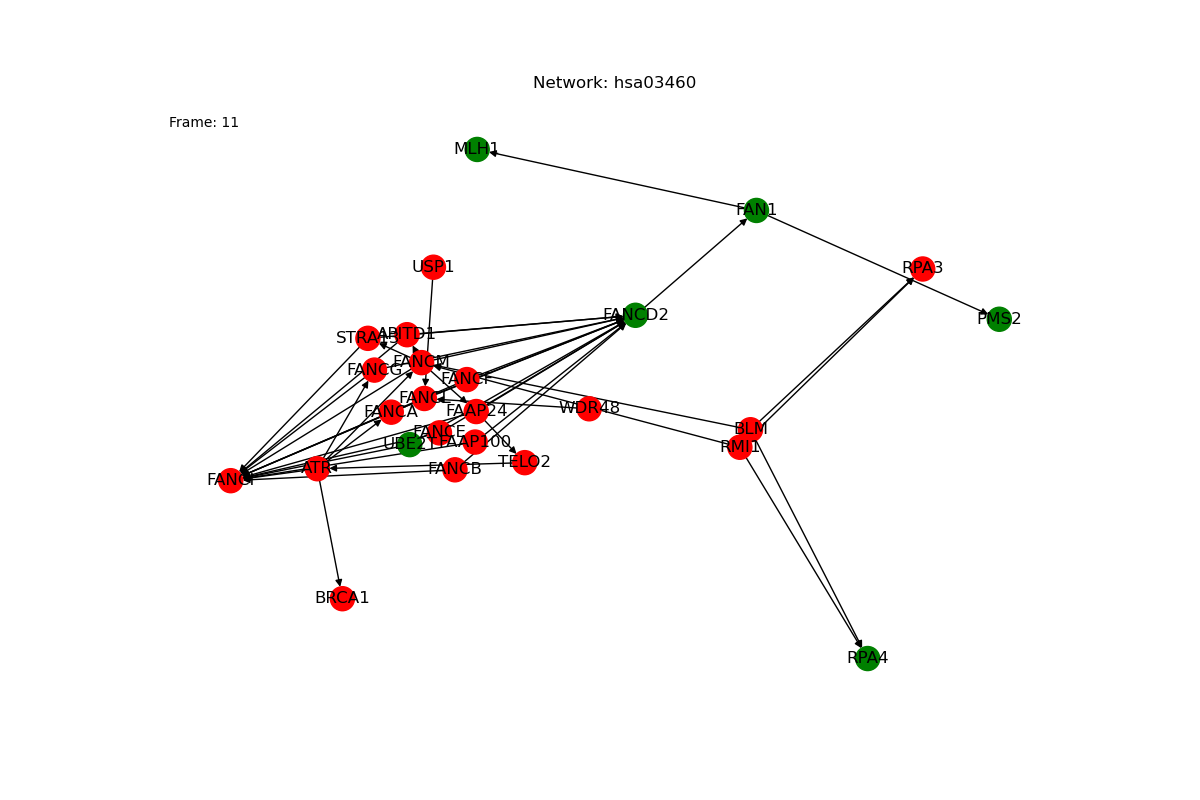 Network: hsa03460
Frame: 11
MLH1
FAN1
USP1
RPA3
FANCD2
PMS2
APITD1
STRA13
FANCM
FANCG
FANCF
FANCL
WDR48
FANCA
FAAP24
BLM
FANCE
UBE2T
FAAP100
RMI1
TELO2
ATR
FANCB
FANCI
BRCA1
RPA4